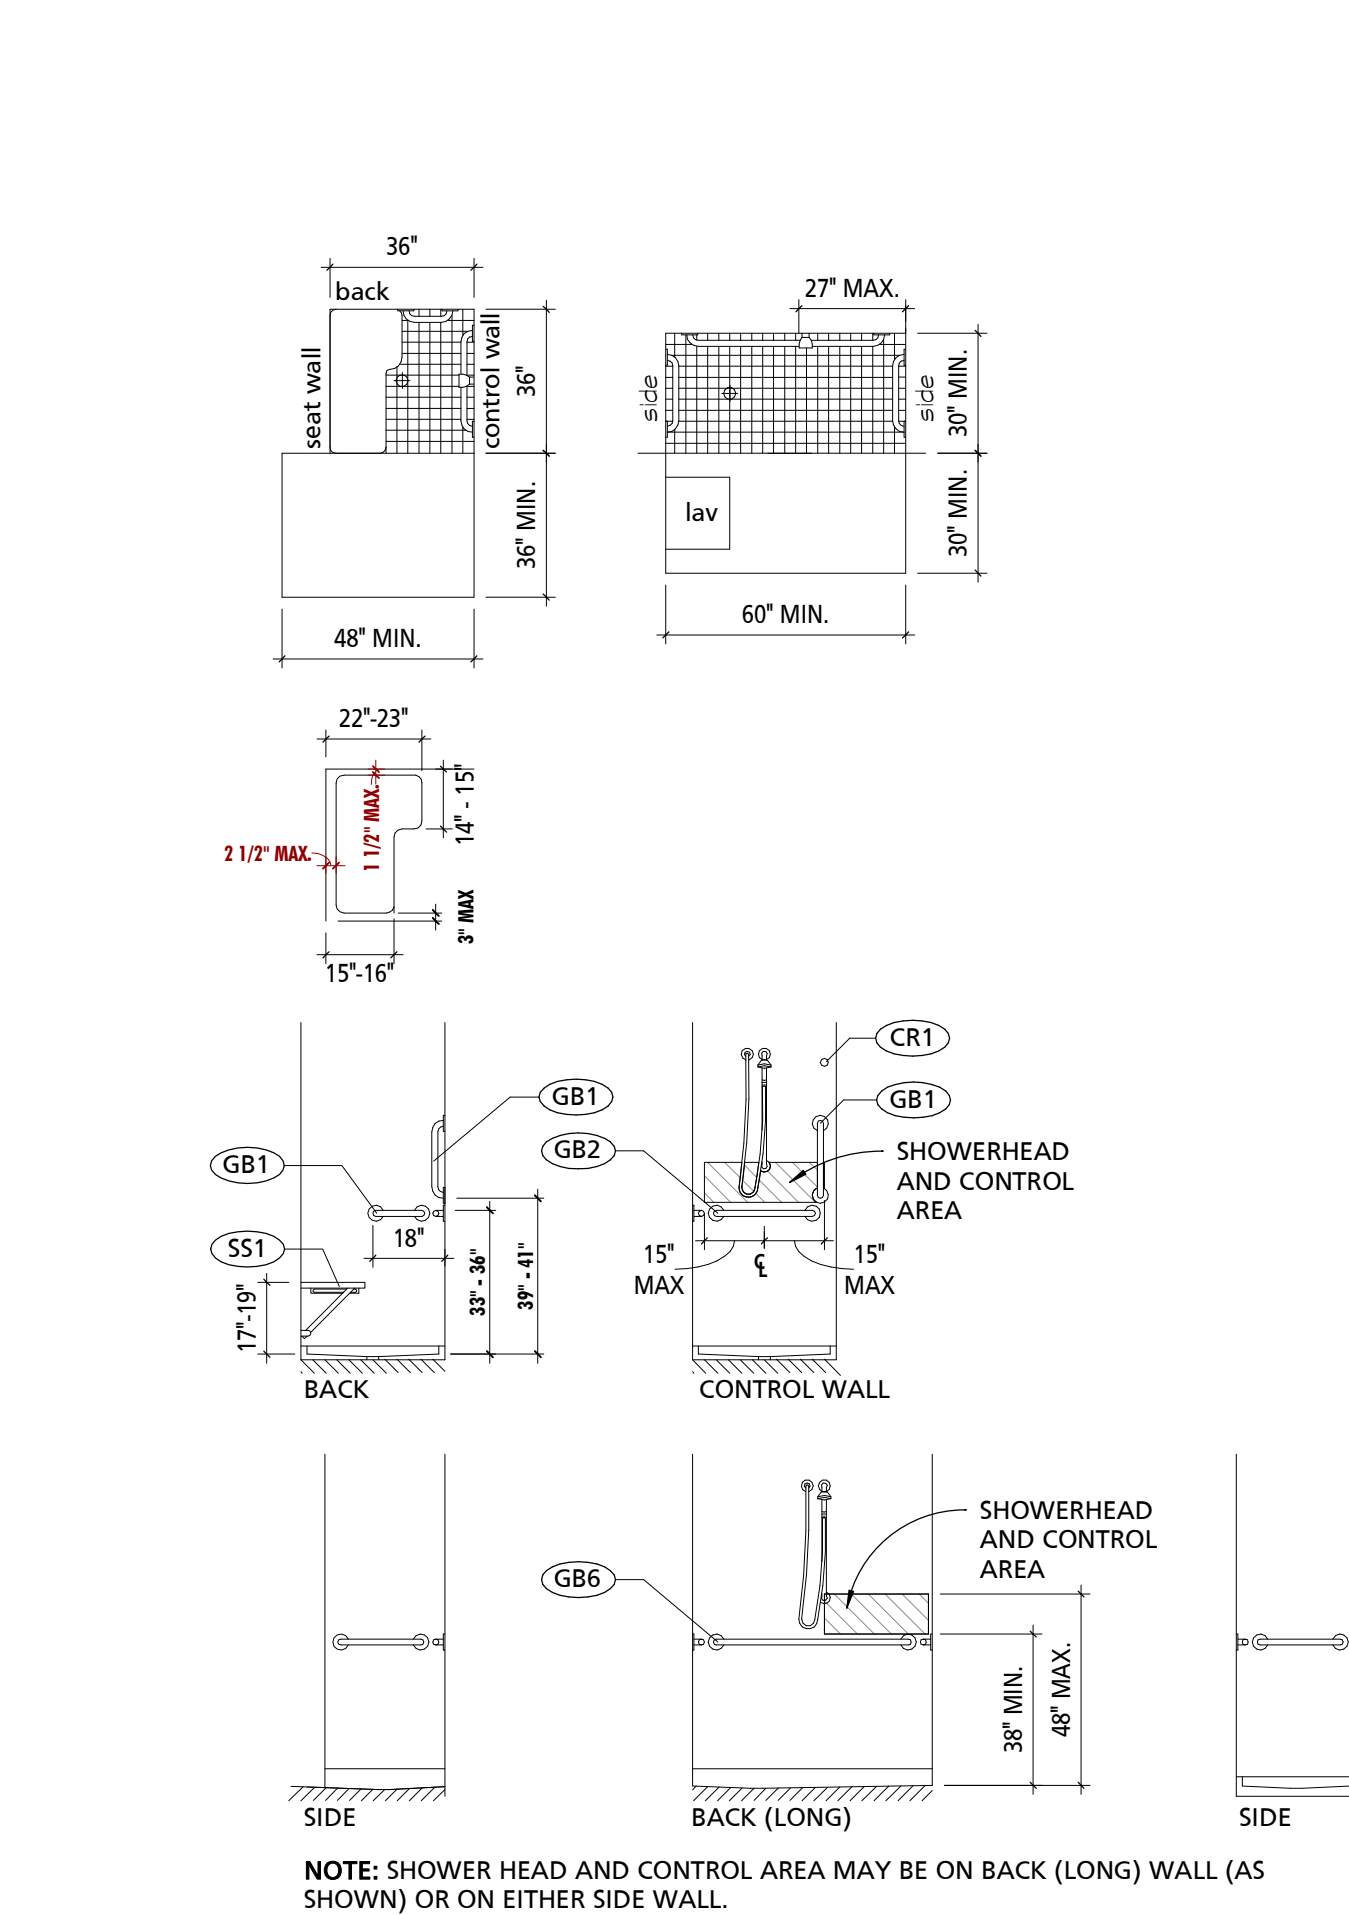 36"
back
seat wall
control wall
36"
36" MIN.
48" MIN.
27" MAX.
side
side
30" MIN.
lav
30" MIN.
60" MIN.
22"-23"
1 1/2" MAX.
14" - 15"
2 1/2" MAX.
3" MAX
15"-16"
GB1
GB1
SS1
18"
17"-19"
33" - 36"
39" - 41"
BACK
CR1
GB1
GB2
SHOWERHEAD
AND CONTROL
AREA
15"
MAX
CL
15"
MAX
CONTROL WALL
SIDE
SHOWERHEAD
AND CONTROL
AREA
GB6
38" MIN.
48" MAX.
BACK (LONG)
SIDE
NOTE: SHOWER HEAD AND CONTROL AREA MAY BE ON BACK (LONG) WALL (AS
SHOWN) OR ON EITHER SIDE WALL.